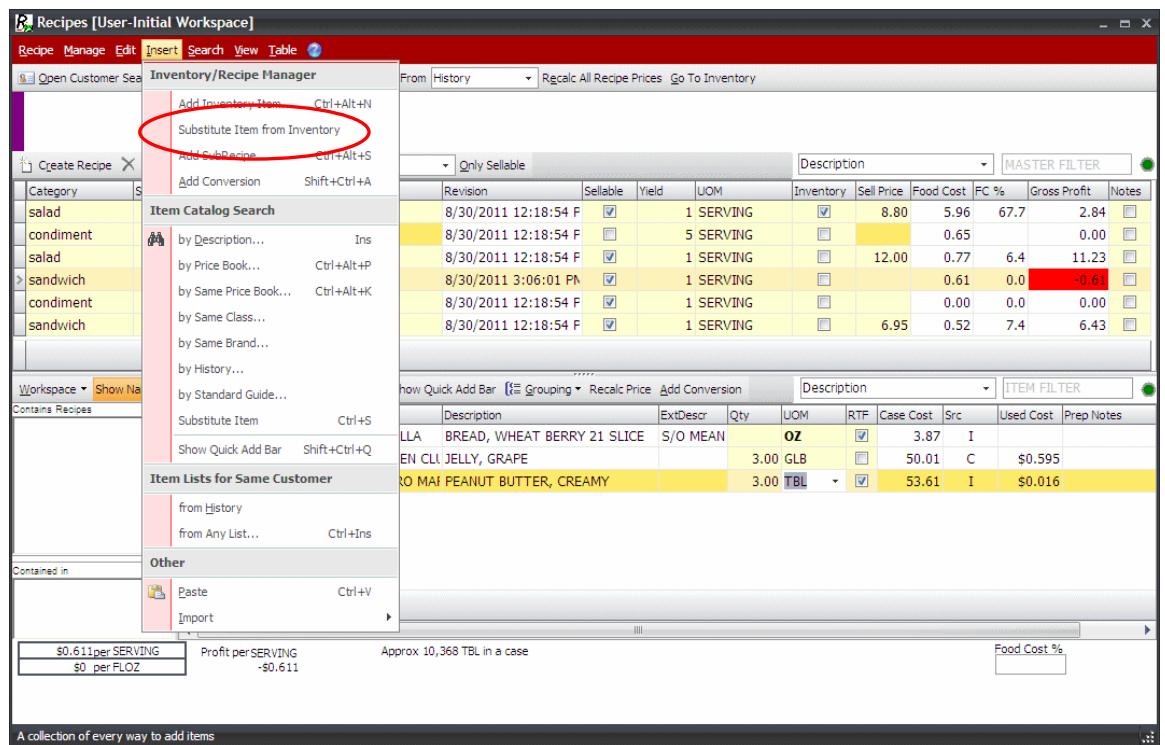 Recipes [User-Initial Workspace]
Recipe Manage Edit Insert Search View Table
Open Customer Sea From History Recalc All Recipe Prices Go To Inventory
Inventory/Recipe Manager
Add Inventory Item... Ctrl+Alt+N
Substitute Item from Inventory
Add SubRecipe Ctrl+Alt+S
Add Conversion Shift+Ctrl+A
Item Catalog Search
by Description... Ins
by Price Book... Ctrl+Alt+P
by Same Price Book... Ctrl+Alt+K
by Same Class...
by Same Brand...
by History...
by Standard Guide...
Substitute Item Ctrl+S
Show Quick Add Bar Shift+Ctrl+Q
Item Lists for Same Customer
from History
from Any List... Ctrl+Ins
Other
Paste Ctrl+V
Import
Create Recipe Only Sellable Description MASTER FILTER
Category S Revision Sellable Yield UOM Inventory Sell Price Food Cost FC % Gross Profit Notes
salad 8/30/2011 12:18:54 P 1 SERVING 8.80 5.96 67.7 2.84
condiment 8/30/2011 12:18:54 P 5 SERVING 0.65 0.00
salad 8/30/2011 12:18:54 P 1 SERVING 12.00 0.77 6.4 11.23
sandwich 8/30/2011 3:06:01 PM 1 SERVING 0.61 0.0 -0.61
condiment 8/30/2011 12:18:54 P 1 SERVING 0.00 0.0 0.00
sandwich 8/30/2011 12:18:54 P 1 SERVING 6.95 0.52 7.4 6.43
Workspace Show Na how Quick Add Bar Grouping Recalc Price Add Conversion Description ITEM FILTER
Contains Recipes
Description ExtDescr Qty UOM RTF Case Cost Src Used Cost Prep Notes
LLA BREAD, WHEAT BERRY 21 SLICE S/O MEAN OZ 3.87 I
EN CLU JELLY, GRAPE 3.00 GLB 50.01 C $0.595
RO MAF PEANUT BUTTER, CREAMY 3.00 TBL 53.61 I $0.016
Contained in
$0.611 per SERVING Profit per SERVING Approx 10,368 TBL in a case Food Cost %
$0 per FLOZ -$0.611
A collection of every way to add items